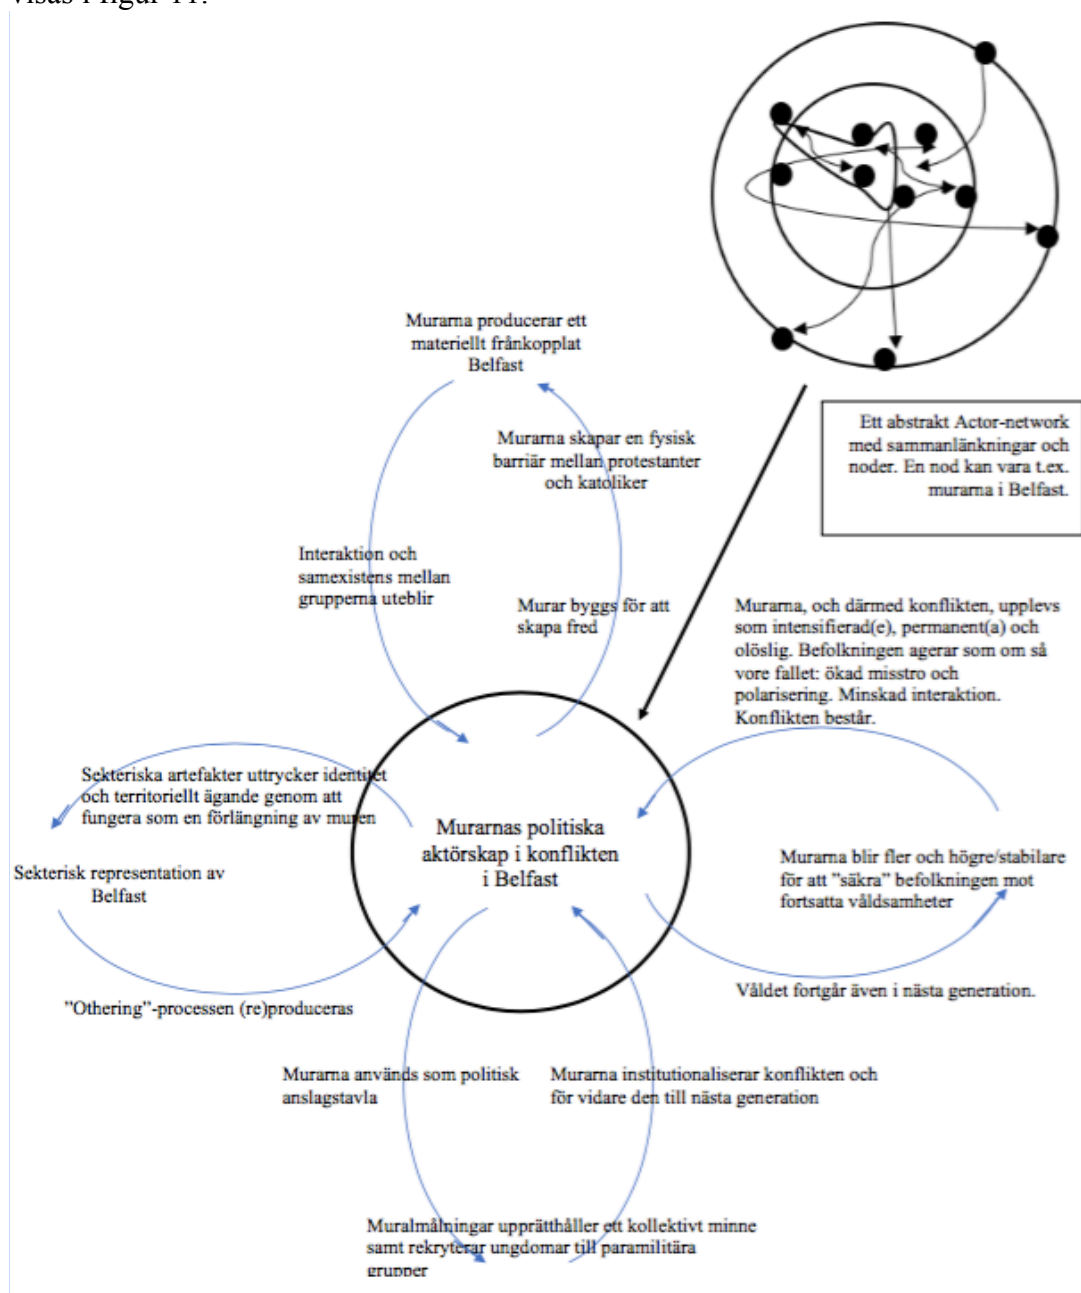 visas i figur 11.
Murarna producerar ett
materiellt frånkopplat
Belfast
Murarna skapar en fysisk
barriär mellan protestanter
och katoliker
Ett abstrakt Actor-network
med sammanlänkningar och
noder. En nod kan vara t.ex.
murarna i Belfast.
Interaktion och
samexistens mellan
grupperna uteblir
Murar byggs för att
skapa fred
Murarna, och därmed konflikten, upplevs
som intensifierad(e), permanent(a) och
olöslig. Befolkningen agerar som om så
vore fallet: ökad misstro och
polarisering. Minskad interaktion.
Konflikten består.
Sekteriska artefakter uttrycker identitet
och territoriellt ägande genom att
fungera som en förlängning av muren
Murarnas politiska
aktörskap i konflikten
i Belfast
Murarna blir fler och högre/stabilare
för att ”säkra” befolkningen mot
fortsatta våldsamheter
Sekterisk representation av
Belfast
Våldet fortgår även i nästa generation.
”Othering”-processen (re)produceras
Murarna används som politisk
anslagstavla
Murarna institutionaliserar konflikten och
för vidare den till nästa generation
Muralmålningar upprätthåller ett kollektivt minne
samt rekryterar ungdomar till paramilitära
grupper